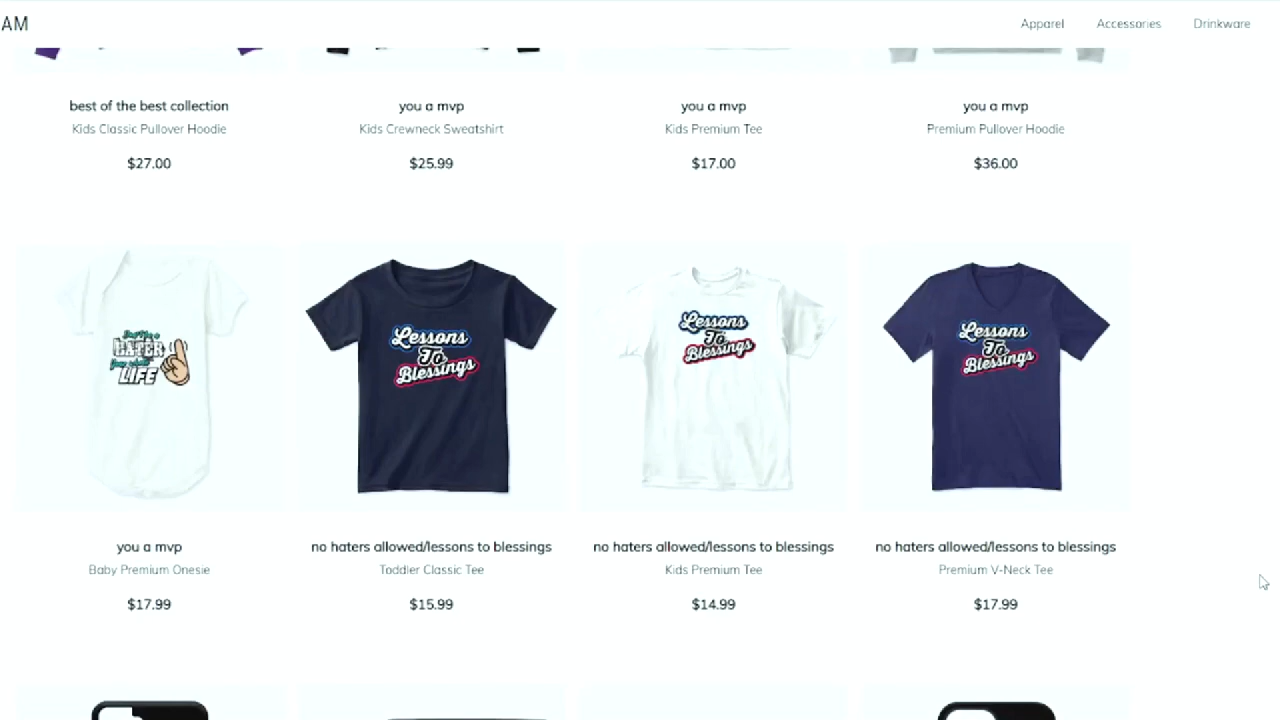 AM
Apparel
Accessories
Drinkware
best of the best collection
Kids Classic Pullover Hoodie
$27.00
you a mvp
Kids Crewneck Sweatshirt
$25.99
you a mvp
Kids Premium Tee
$17.00
you a mvp
Premium Pullover Hoodie
$36.00
HATER
LIFE
Lessons
To
Blessings
Lessons
To
Blessings
Lessons
To
Blessings
you a mvp
Baby Premium Onesie
$17.99
no haters allowed/lessons to blessings
Toddler Classic Tee
$15.99
no haters allowed/lessons to blessings
Kids Premium Tee
$14.99
no haters allowed/lessons to blessings
Premium V-Neck Tee
$17.99